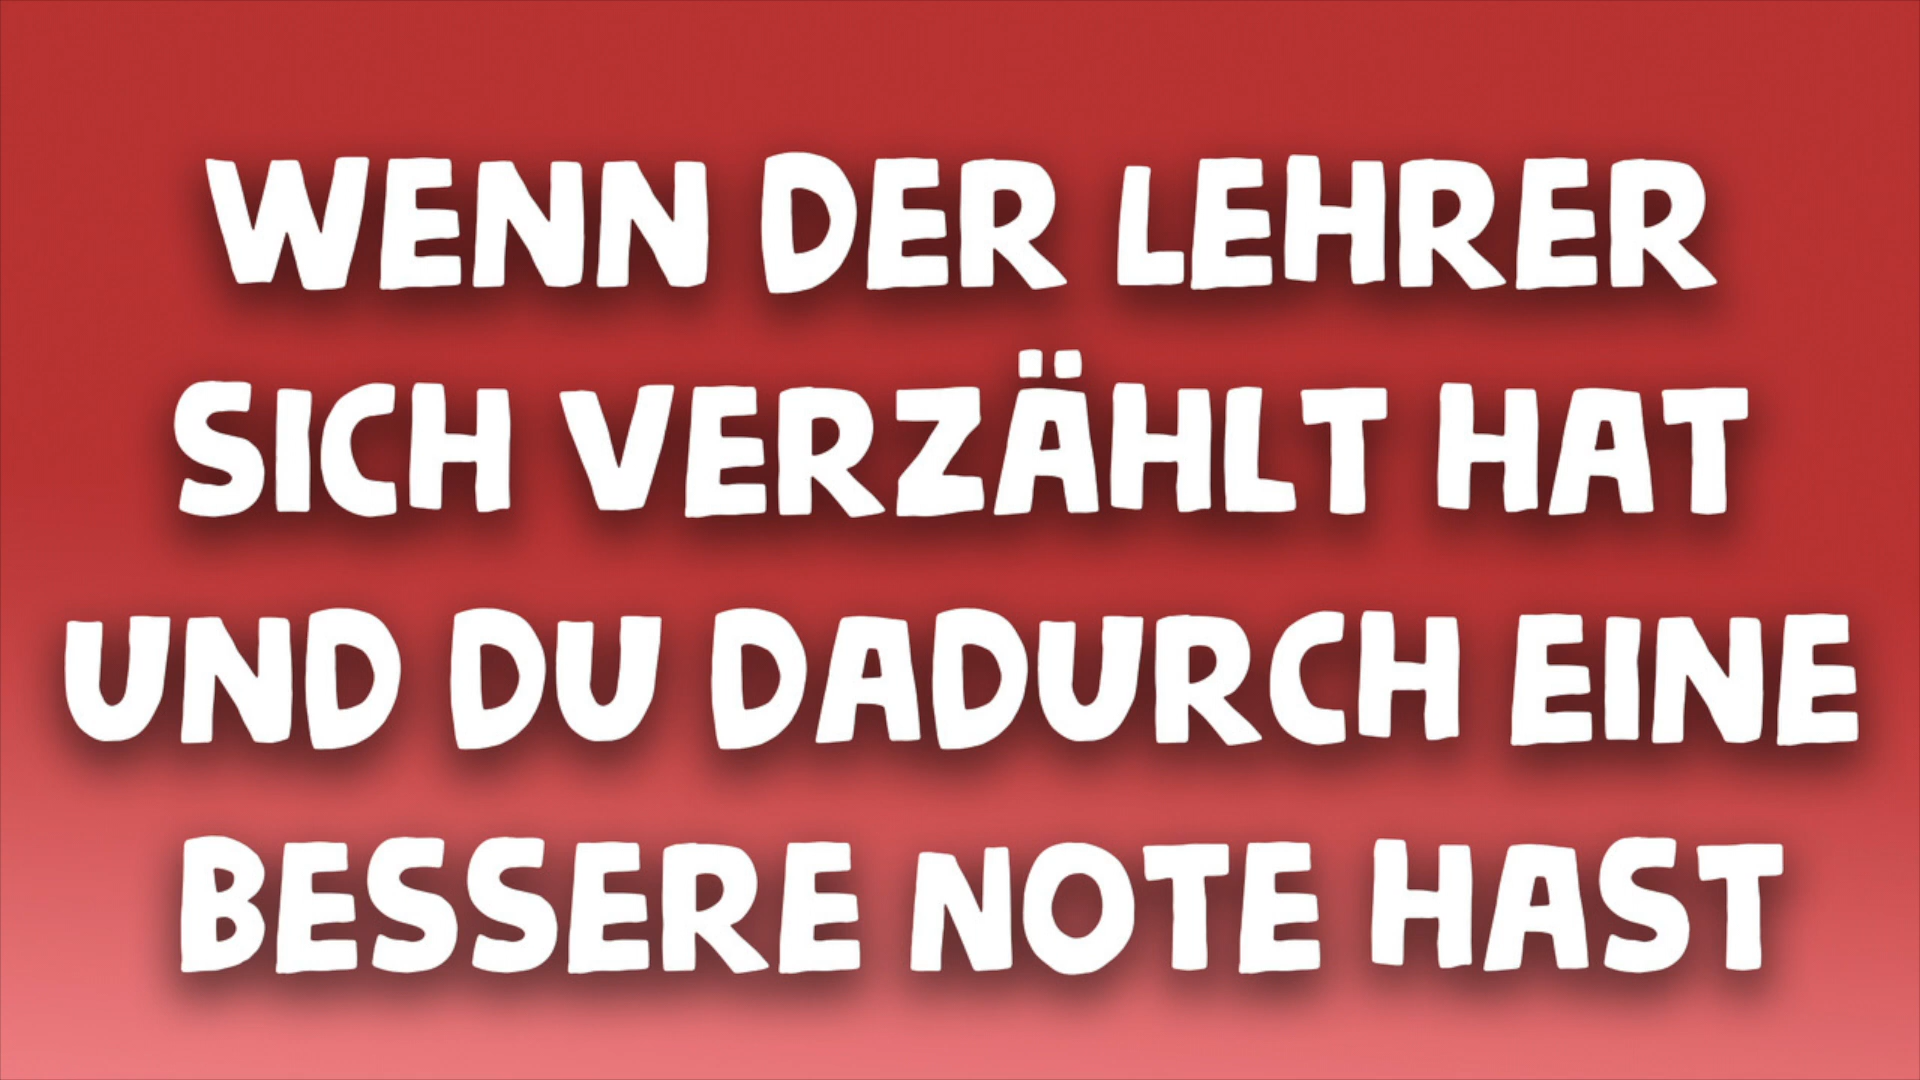 WENN DER LEHRER
SICH VERZÄHLT HAT
UND DU DADURCH EINE
BESSERE NOTE HAST